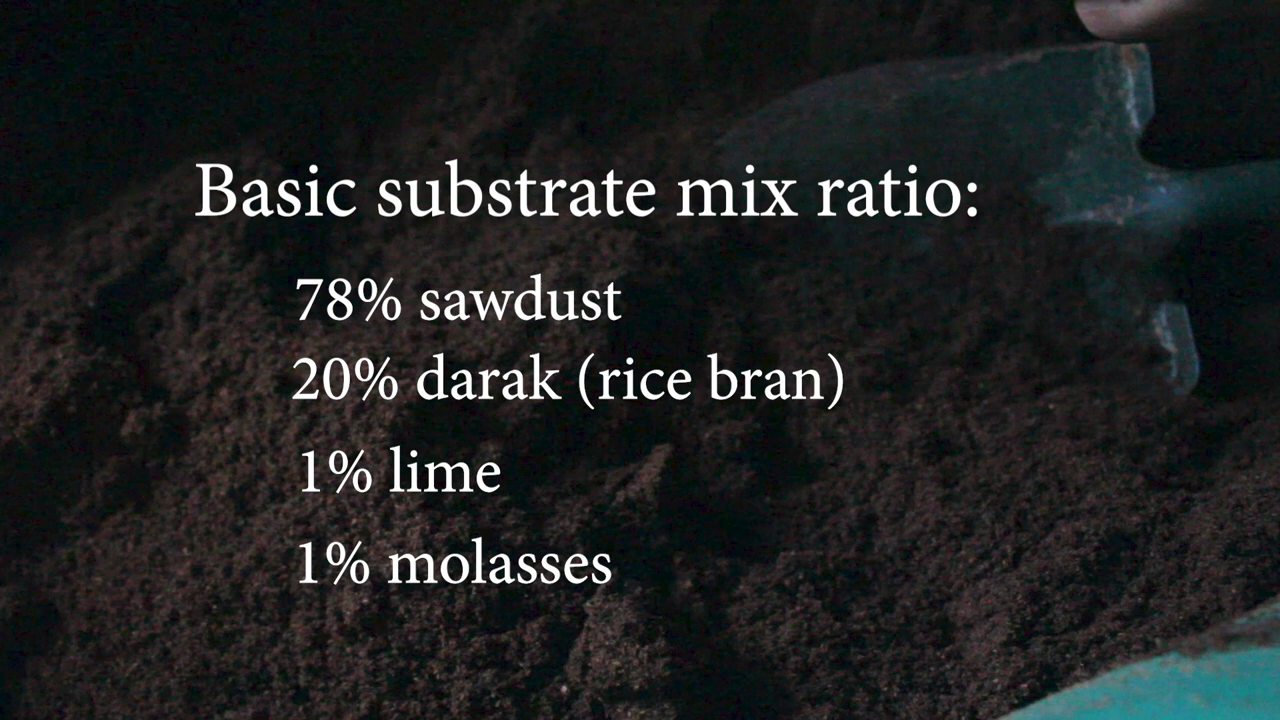 Basic substrate mix ratio:
78% sawdust
20% darak (rice bran)
1% lime
1% molasses